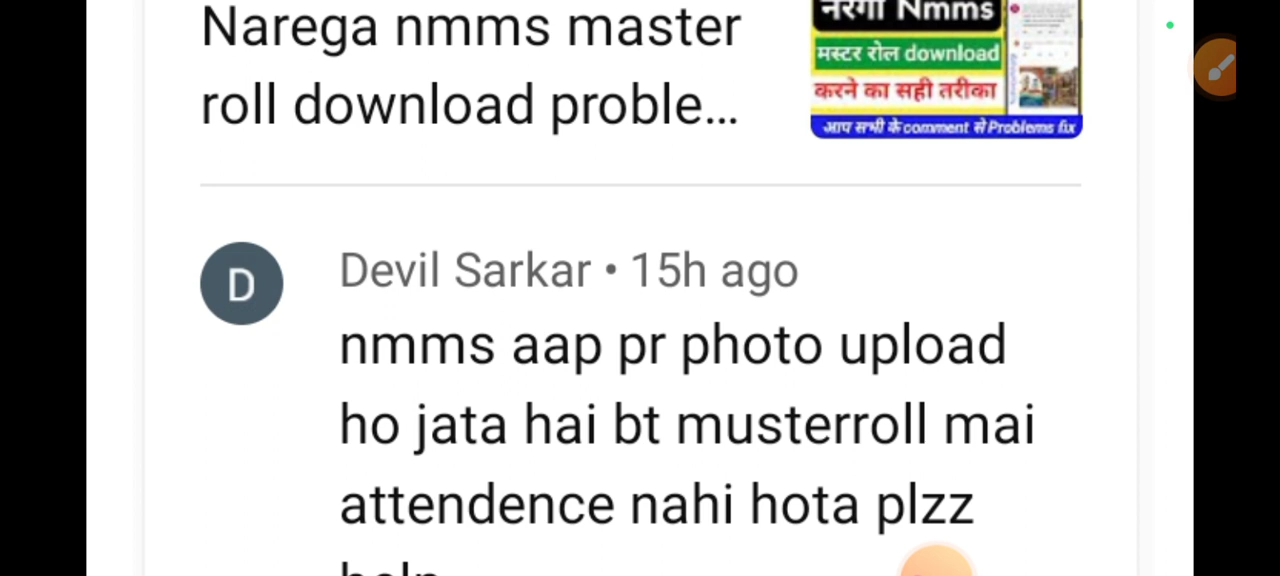 Narega nmms master
roll download proble...
नरेगा Nmms
मस्टर रोल download
करने का सही तरीका
आप सभी के comment से Problems fix
D
Devil Sarkar • 15h ago
nmms aap pr photo upload
ho jata hai bt musterroll mai
attendence nahi hota plzz